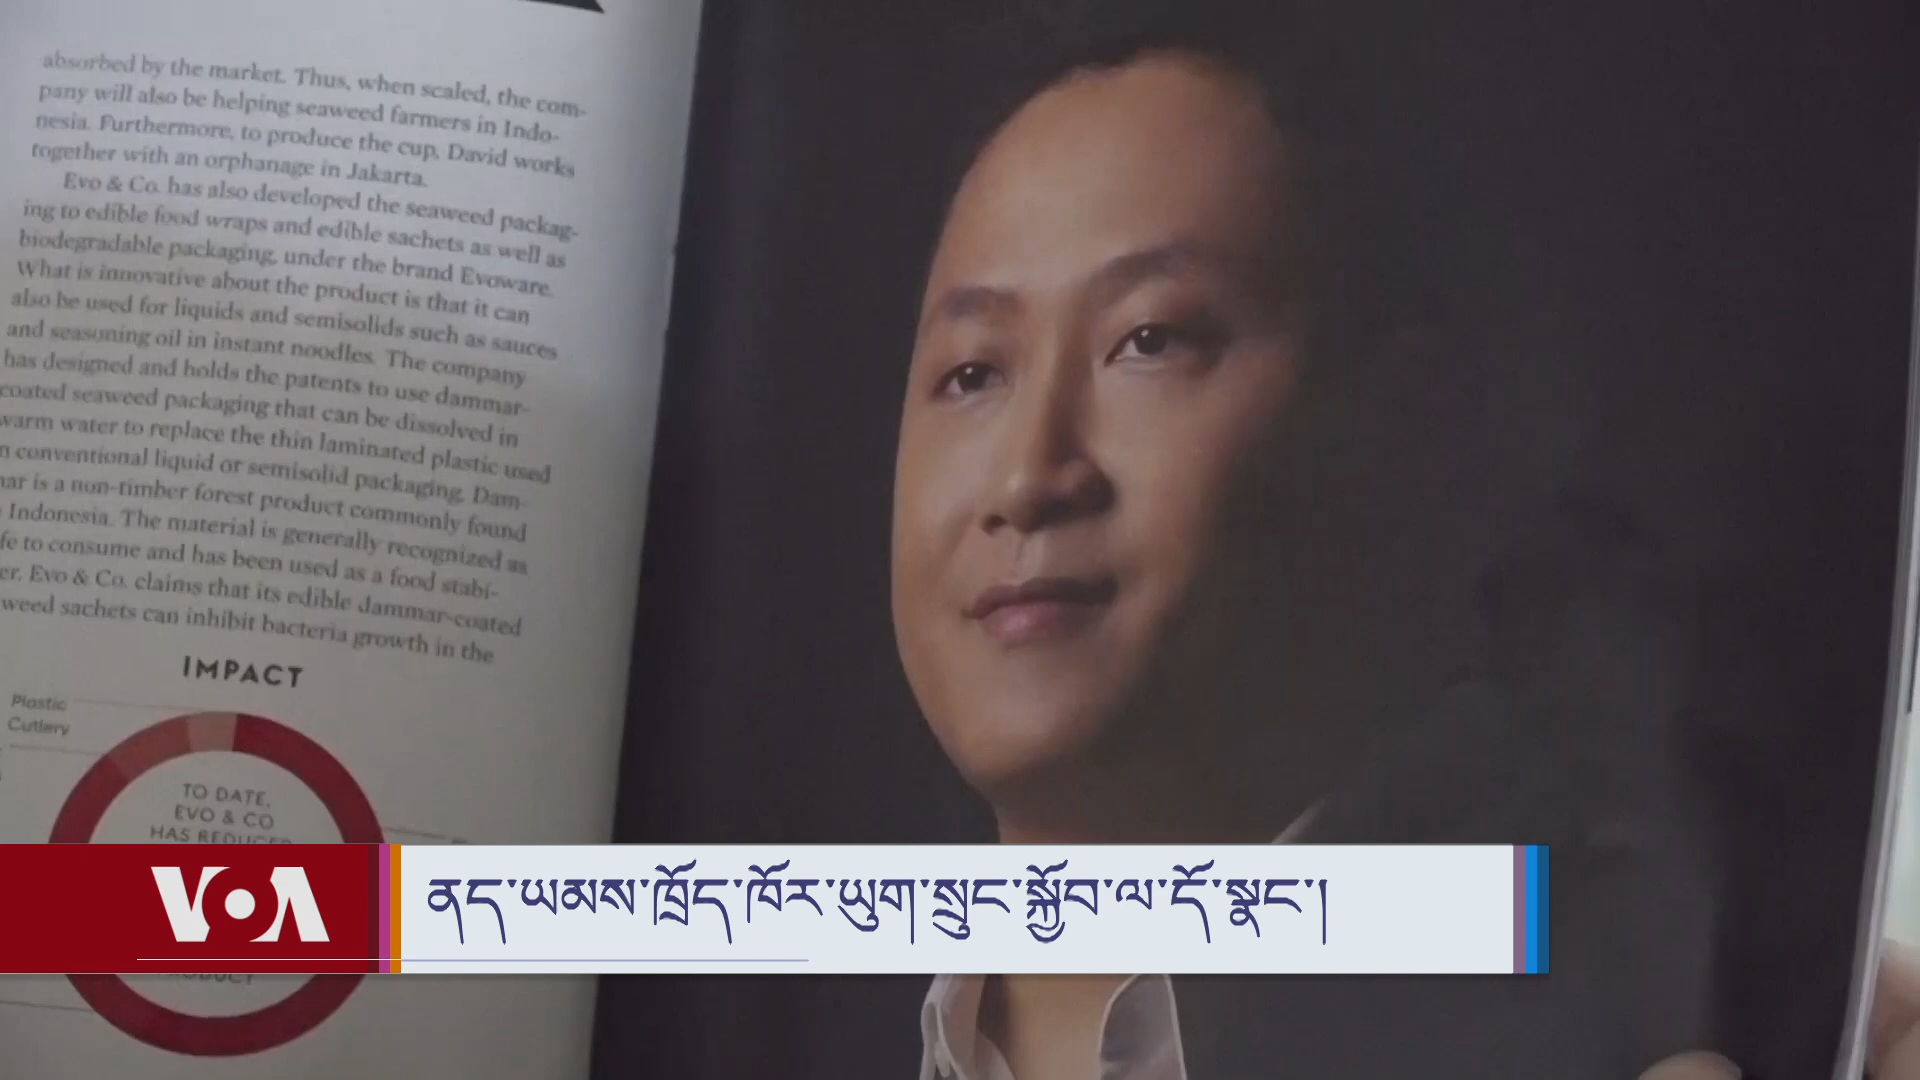 absorbed by the market. Thus, when scaled, the com-
pany will also be helping seaweed farmers in Indo-
nesia. Furthermore, to produce the cup, David works
together with an orphanage in Jakarta.
Evo & Co. has also developed the seaweed packag-
ing to edible food wraps and edible sachets as well as
biodegradable packaging, under the brand Evoware.
What is innovative about the product is that it can
also be used for liquids and semisolids such as sauces
and seasoning oil in instant noodles. The company
has designed and holds the patents to use dammar-
coated seaweed packaging that can be dissolved in
warm water to replace the thin laminated plastic used
n conventional liquid or semisolid packaging. Dam-
mar is a non-timber forest product commonly found
Indonesia. The material is generally recognized as
fe to consume and has been used as a food stabi-
er. Evo & Co. claims that its edible dammar-coated
weed sachets can inhibit bacteria growth in the
IMPACT
Plastic
Cutlery
TO DATE,
EVO & CO
HAS REDUCED
PRODUCT
VOA
ནད་ཡམས་ཁྲོད་ཁོར་ཡུག་སྲུང་སྐྱོབ་ལ་དོ་སྣང་།